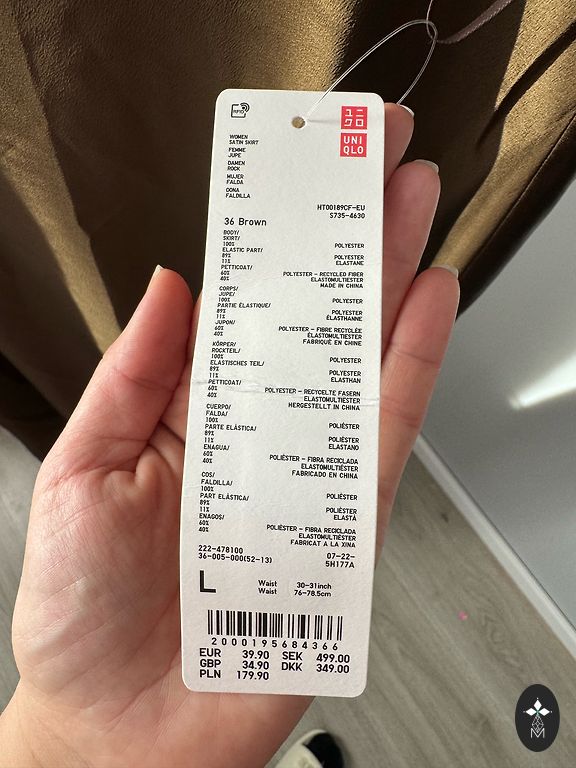 RFID
ユニ
クロ
UNI
QLO
WOMEN
SATIN SKIRT
FEMME
JUPE
DAMEN
ROCK
MUJER
FALDA
DONA
FALDILLA
HT00189CF-EU
S735-4630
36 Brown
BODY/
SKIRT/
100% POLYESTER
ELASTIC PART/
89% POLYESTER
11% ELASTANE
PETTICOAT/
60% POLYESTER - RECYCLED FIBER
40% ELASTOMULTIESTER
MADE IN CHINA
CORPS/
JUPE/
100% POLYESTER
PARTIE ÉLASTIQUE/
89% POLYESTER
11% ÉLASTHANNE
JUPON/
60% POLYESTER - FIBRE RECYCLÉE
40% ELASTOMULTIESTER
FABRIQUÉ EN CHINE
KÖRPER/
ROCKTEIL/
100% POLYESTER
ELASTISCHES TEIL/
89% POLYESTER
11% ELASTHAN
PETTICOAT/
60% POLYESTER - RECYCELTE FASERN
40% ELASTOMULTIESTER
HERGESTELLT IN CHINA
CUERPO/
FALDA/
100% POLIÉSTER
PARTE ELÁSTICA/
89% POLIÉSTER
11% ELASTANO
ENAGUA/
60% POLIÉSTER - FIBRA RECICLADA
40% ELASTOMULTIÉSTER
FABRICADO EN CHINA
COS/
FALDILLA/
100% POLIÈSTER
PART ELÀSTICA/
89% POLIÈSTER
11% ELASTÀ
ENAGOS/
60% POLIÈSTER - FIBRA RECICLADA
40% ELASTOMULTIÈSTER
FABRICAT A LA XINA
222-478100 07-22-
36-005-000(52-13) 5H177A
L Waist 30-31inch
Waist 76-78.5cm
2000195684366
EUR 39.90 SEK 499.00
GBP 34.90 DKK 349.00
PLN 179.90
M